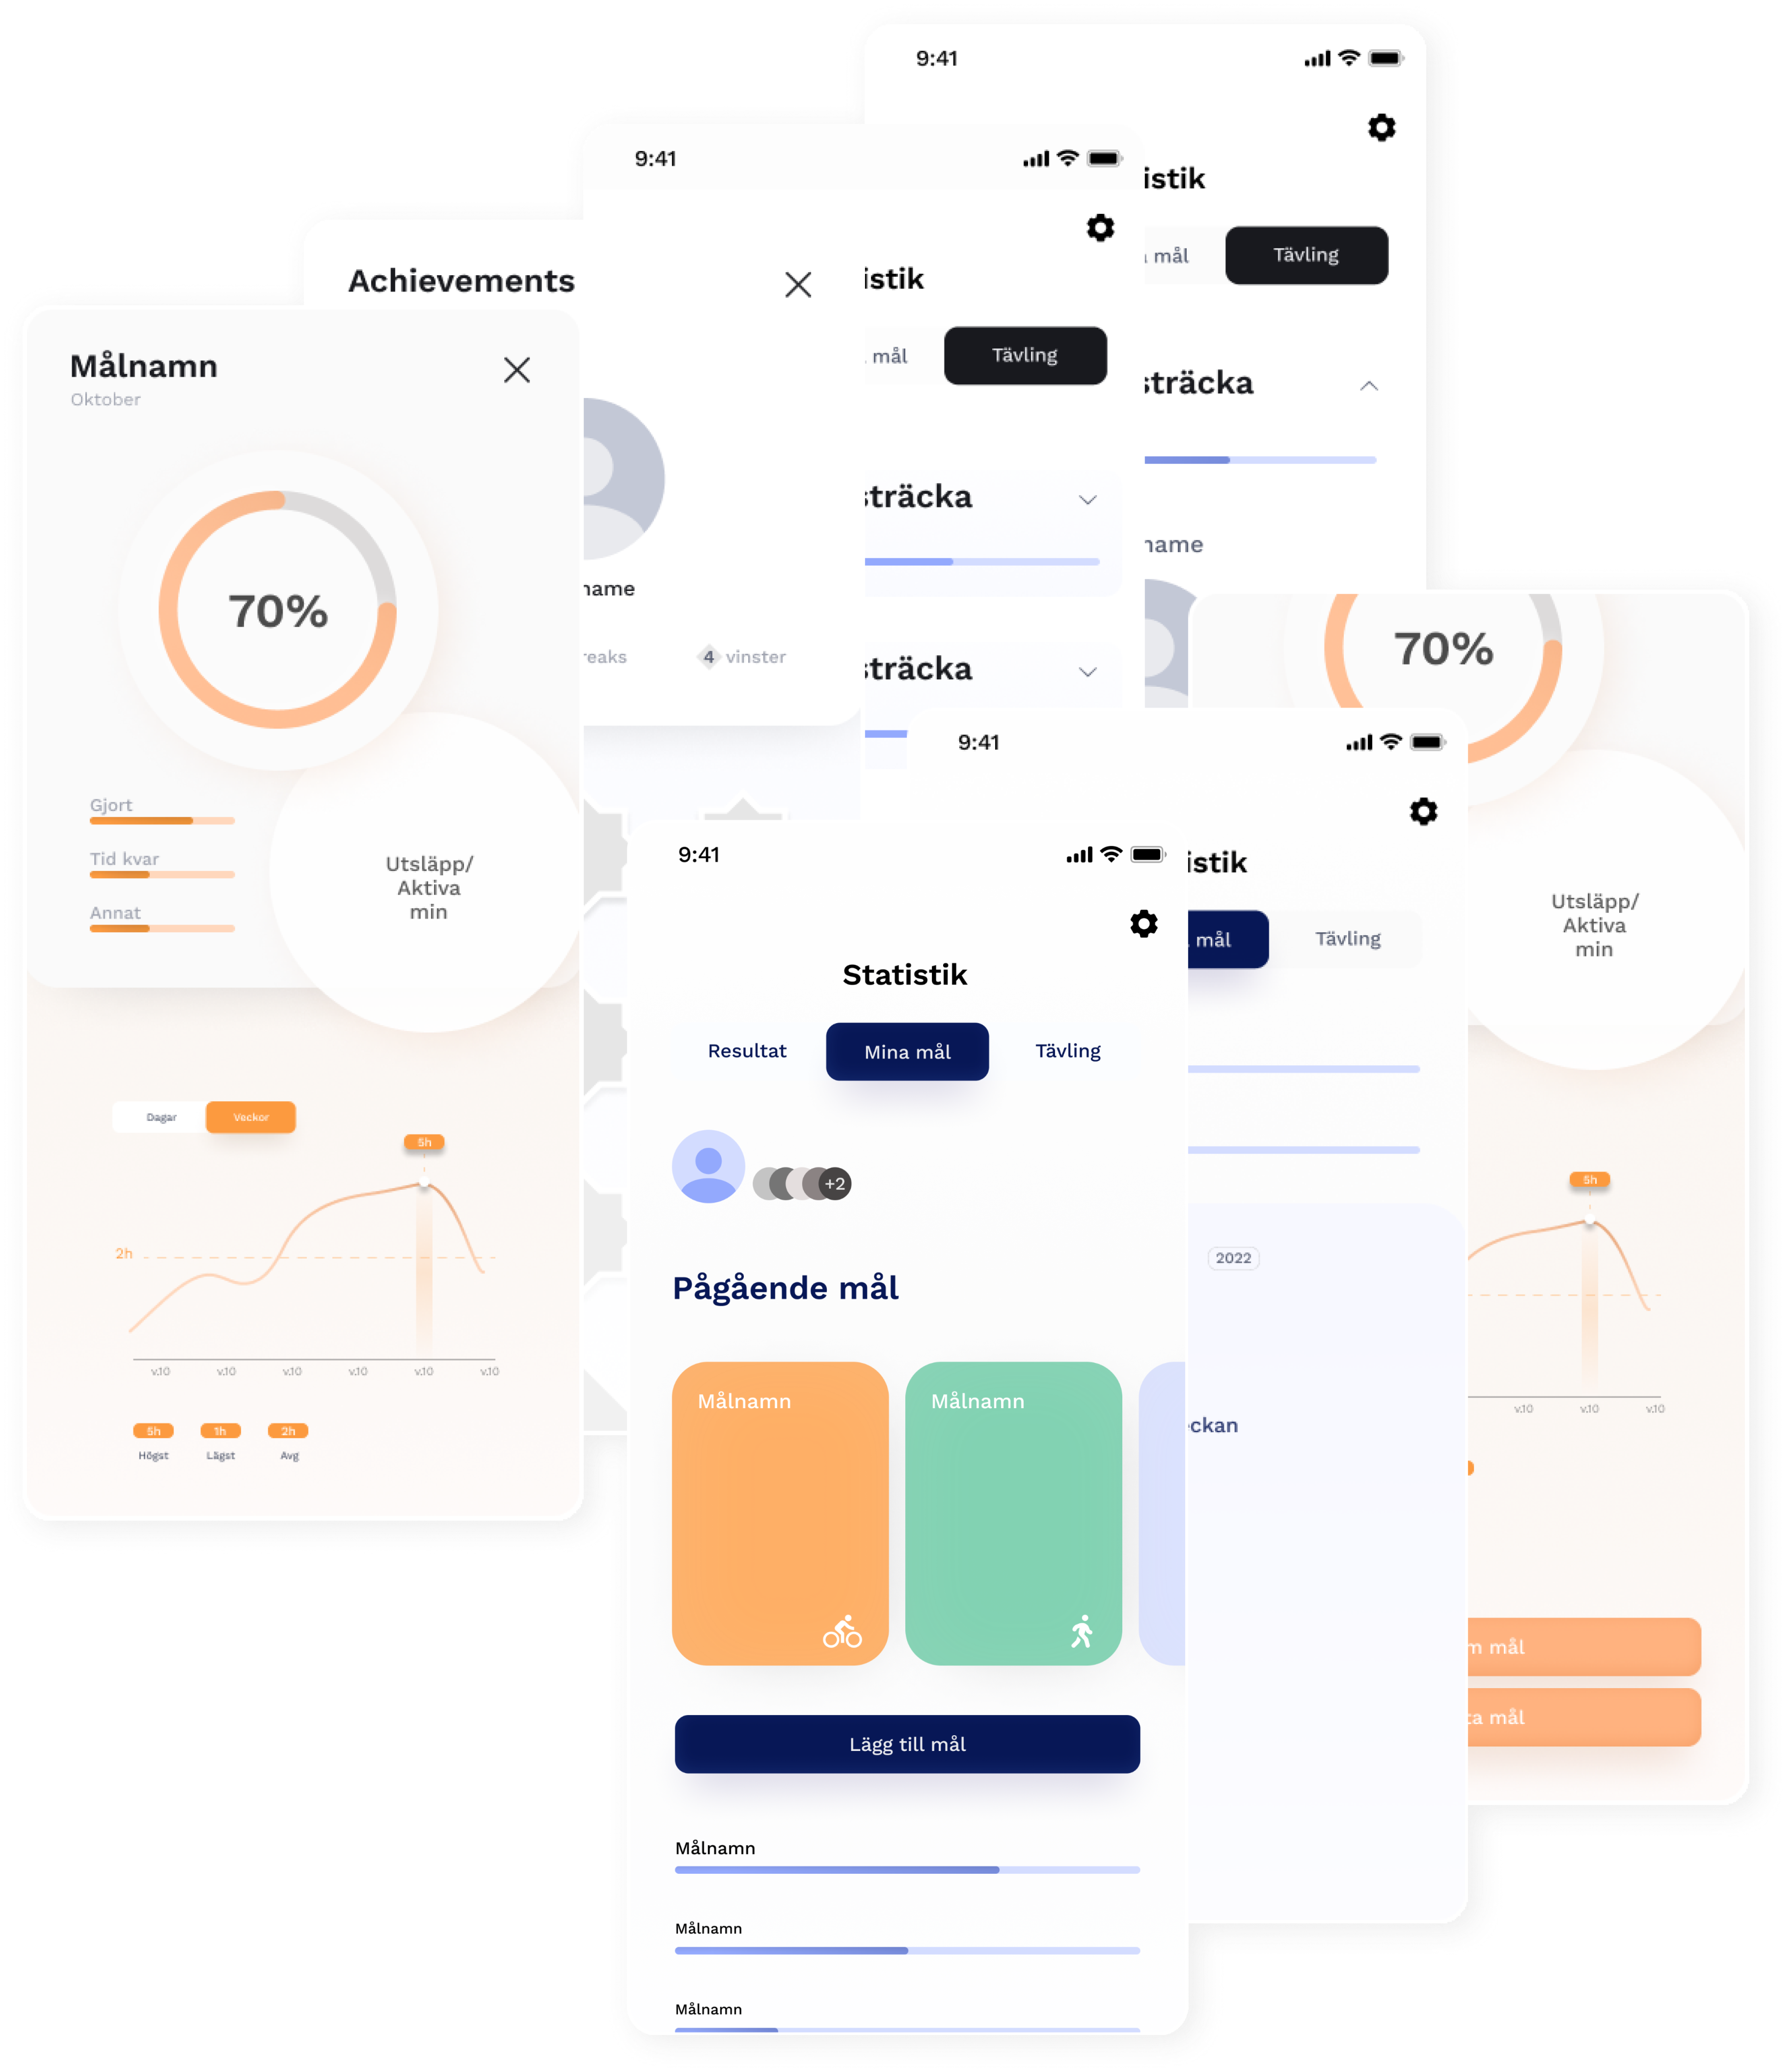 9:41
istik
mål
Tävling
sträcka
name
9:41
istik
mål
Tävling
sträcka
sträcka
Achievements
name
reaks
4 vinster
Målnamn
Oktober
70%
Gjort
Tid kvar
Annat
Utsläpp/
Aktiva
min
Dagar
Veckor
5h
2h
v.10 v.10 v.10 v.10 v.10 v.10
5h 1h 2h
Högst Lägst Avg
70%
Utsläpp/
Aktiva
min
5h
v.10 v.10 v.10
m mål
ta mål
9:41
istik
mål
Tävling
2022
ckan
9:41
Statistik
Resultat
Mina mål
Tävling
+2
Pågående mål
Målnamn
Målnamn
Lägg till mål
Målnamn
Målnamn
Målnamn